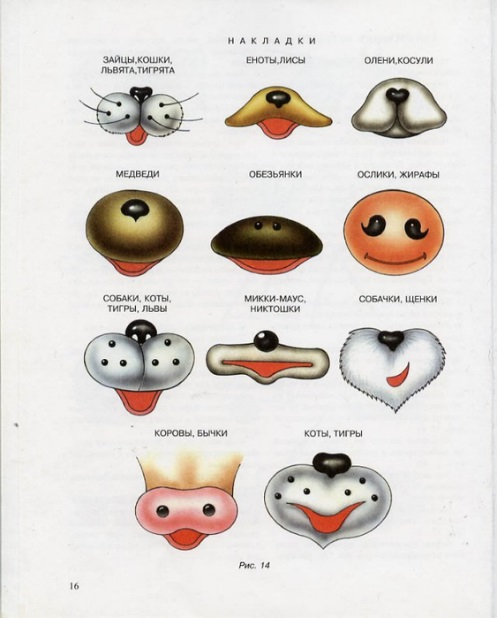 НАКЛАДКИ
ЗАЙЦЫ,КОШКИ,
ЛЬВЯТА,ТИГРЯТА
ЕНОТЫ,ЛИСЫ
ОЛЕНИ,КОСУЛИ
МЕДВЕДИ
ОБЕЗЬЯНКИ
ОСЛИКИ, ЖИРАФЫ
СОБАКИ, КОТЫ,
ТИГРЫ, ЛЬВЫ
МИККИ-МАУС,
НИКТОШКИ
СОБАЧКИ, ЩЕНКИ
КОРОВЫ, БЫЧКИ
КОТЫ, ТИГРЫ
Рис. 14
16